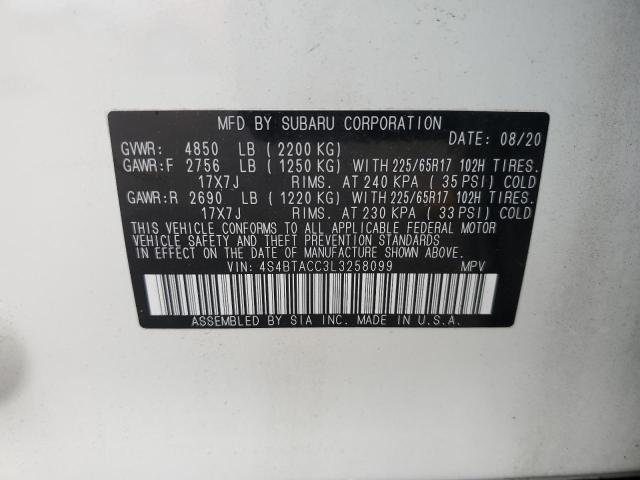 MFD BY SUBARU CORPORATION
DATE: 08/20
GVWR: 4850 LB ( 2200 KG)
GAWR:F 2756 LB ( 1250 KG) WITH 225/65R17 102H TIRES.
17X7J RIMS. AT 240 KPA ( 35 PSI) COLD
GAWR:R 2690 LB ( 1220 KG) WITH 225/65R17 102H TIRES.
17X7J RIMS. AT 230 KPA ( 33 PSI) COLD
THIS VEHICLE CONFORMS TO ALL APPLICABLE FEDERAL MOTOR
VEHICLE SAFETY AND THEFT PREVENTION STANDARDS
IN EFFECT ON THE DATE OF MANUFACTURE SHOWN ABOVE.
VIN: 4S4BTACC3L3258099 MPV
ASSEMBLED BY SIA INC. MADE IN U.S.A.